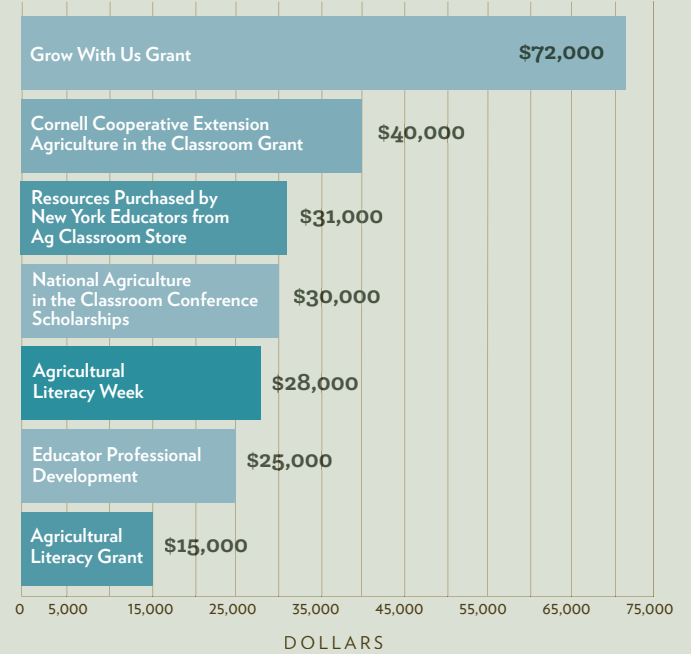 Grow With Us Grant
$72,000
Cornell Cooperative Extension
Agriculture in the Classroom Grant
$40,000
Resources Purchased by
New York Educators from
Ag Classroom Store
$31,000
National Agriculture
in the Classroom Conference
Scholarships
$30,000
Agricultural
Literacy Week
$28,000
Educator Professional
Development
$25,000
Agricultural
Literacy Grant
$15,000
0 5,000 15,000 25,000 35,000 45,000 55,000 65,000 75,000
DOLLARS